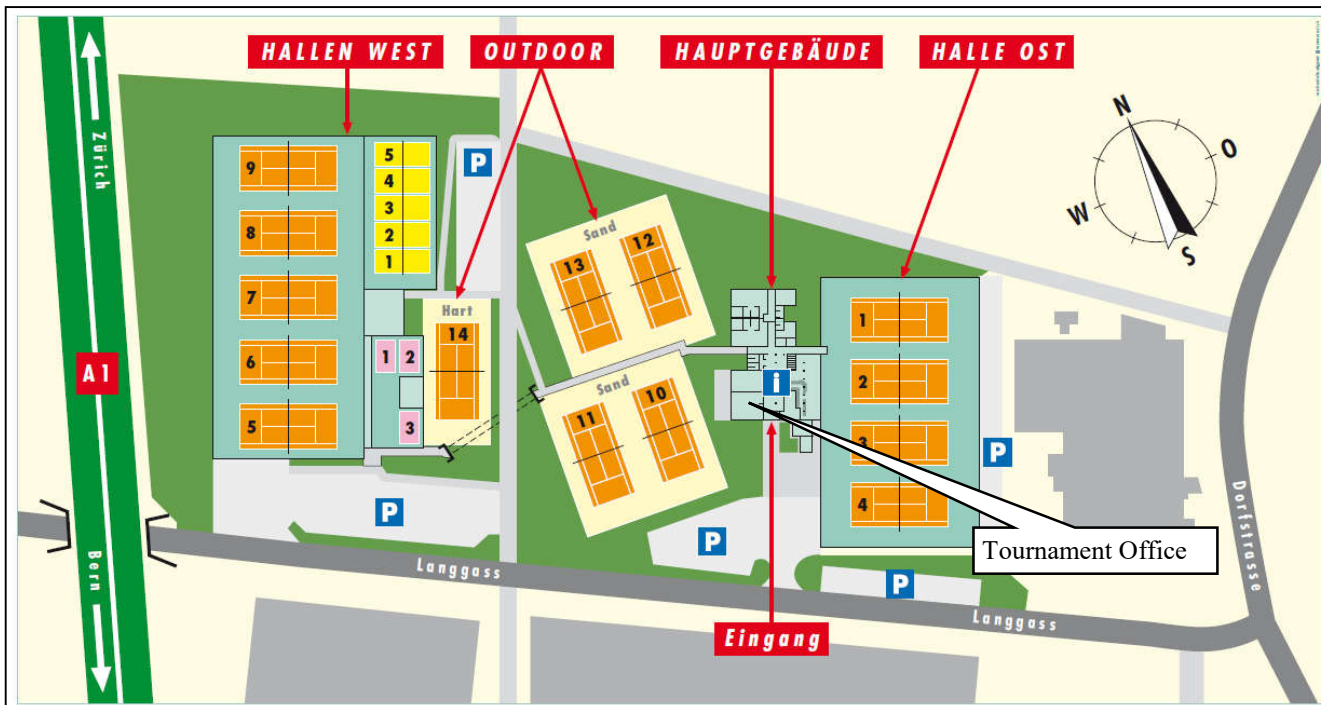 HALLEN WEST
OUTDOOR
HAUPTGEBÄUDE
HALLE OST
Zürich
A1
Bern
9
8
7
6
5
5
4
3
2
1
P
1
2
3
Hart
14
Sand
13
12
Sand
11
10
i
1
2
3
4
P
N
O
W
S
P
P
P
Tournament Office
Langgass
Langgass
Dorfstrasse
Eingang